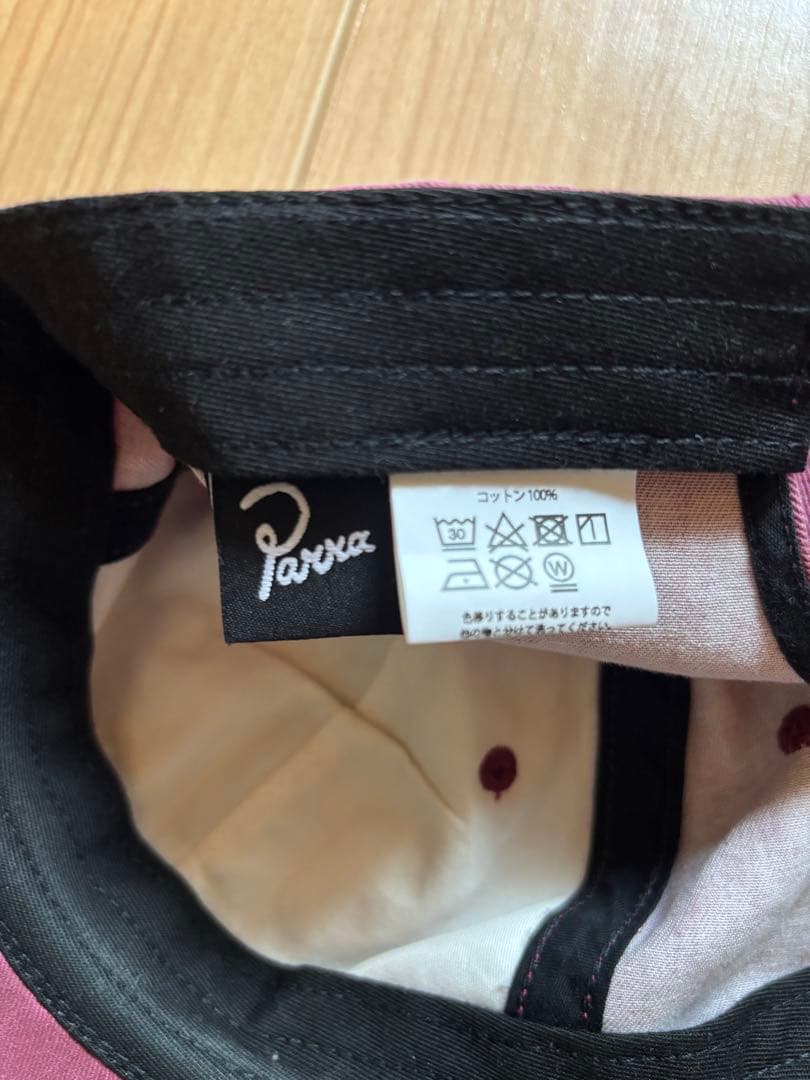 Parra
コットン100%
30
W
色移りすることがありますので
他の物と分けて洗ってください。